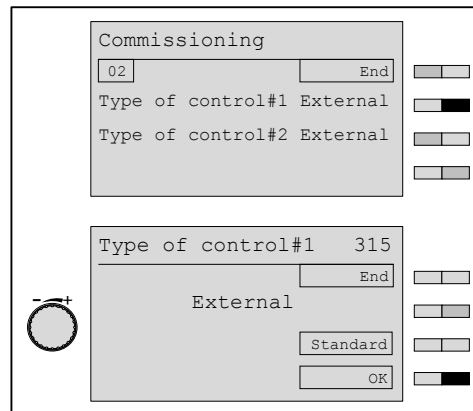 Commissioning
02 End
Type of control#1 External
Type of control#2 External
Type of control#1 315
End
External
- +
Standard
OK